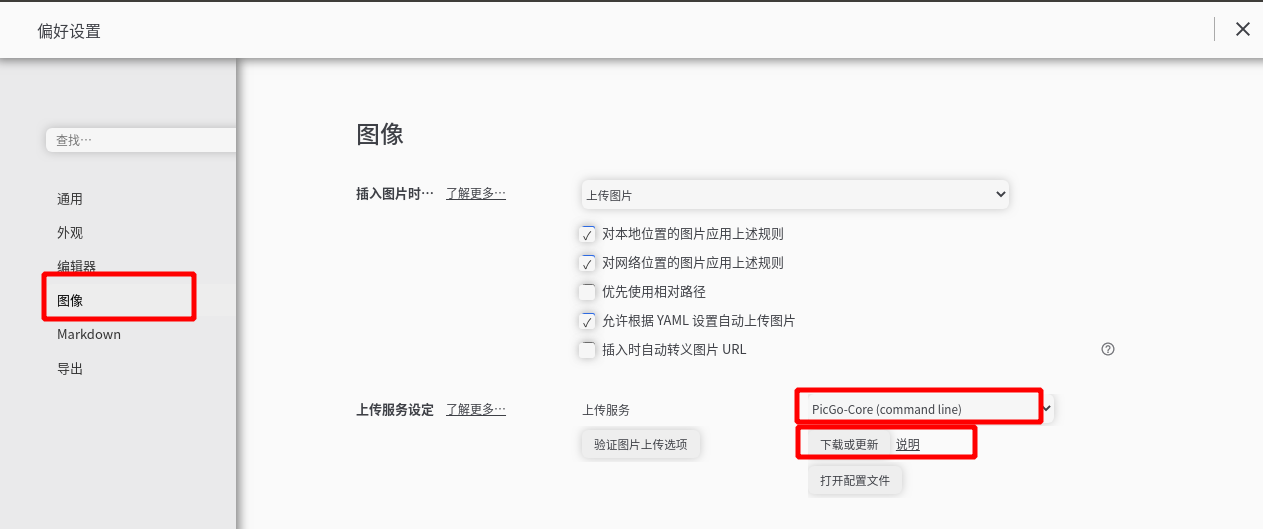 偏好设置
查找…
通用
外观
编辑器
图像
Markdown
导出
图像
插入图片时… 了解更多… 上传图片
对本地位置的图片应用上述规则
对网络位置的图片应用上述规则
优先使用相对路径
允许根据 YAML 设置自动上传图片
插入时自动转义图片 URL
上传服务设定 了解更多… 上传服务 PicGo-Core (command line)
验证图片上传选项 下载或更新 说明
打开配置文件